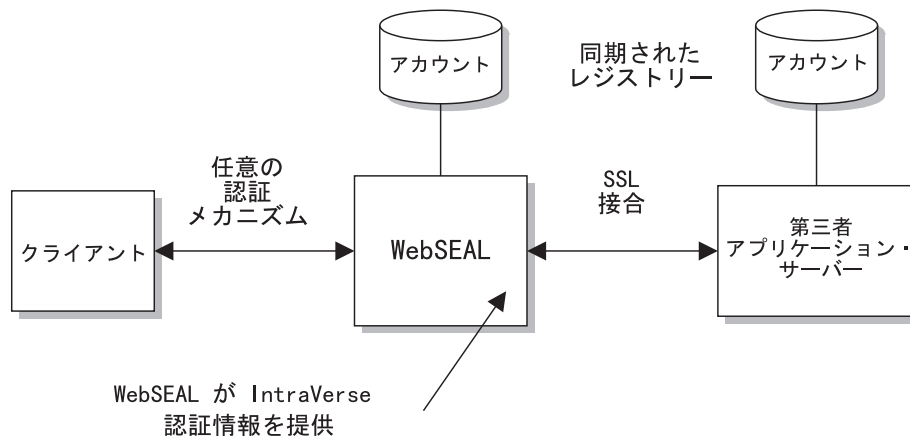 アカウント
同期された
レジストリー
アカウント
任意の
認証
メカニズム
SSL
接合
クライアント
WebSEAL
第三者
アプリケーション・
サーバー
WebSEAL が IntraVerse
認証情報を提供